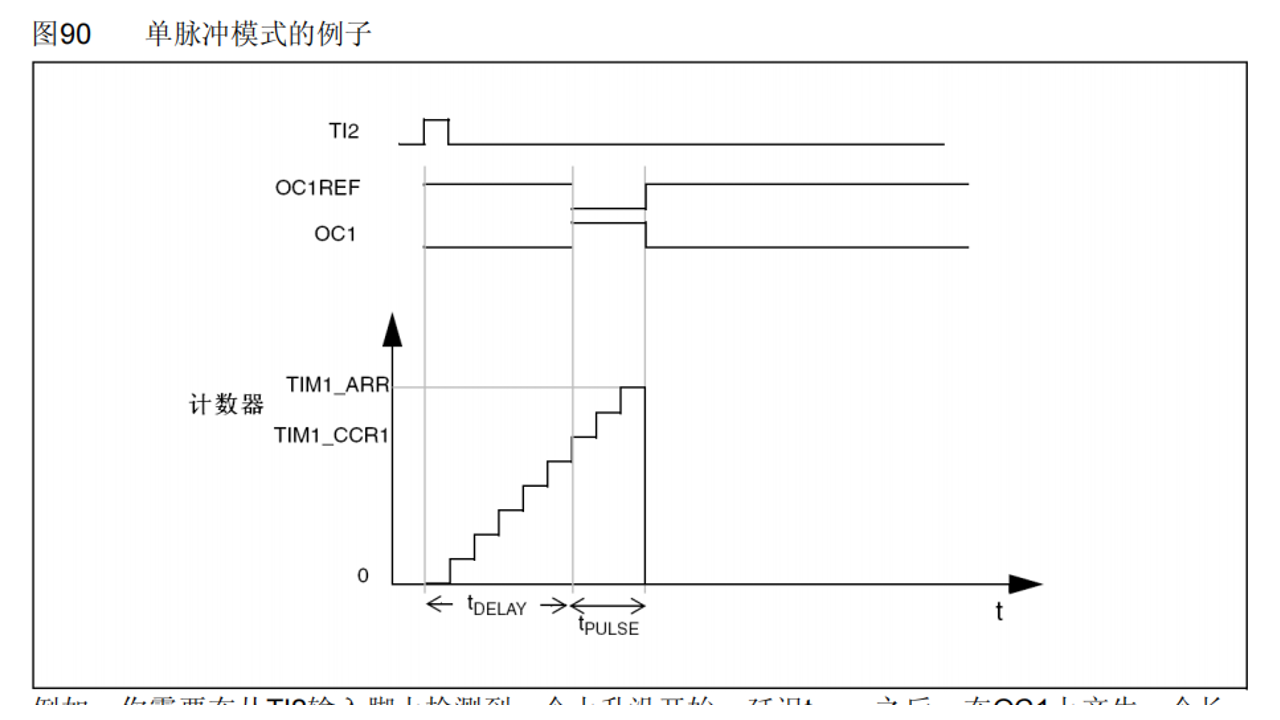 图90 单脉冲模式的例子
TI2
OC1REF
OC1
TIM1_ARR
计数器
TIM1_CCR1
0
tDELAY
tPULSE
t